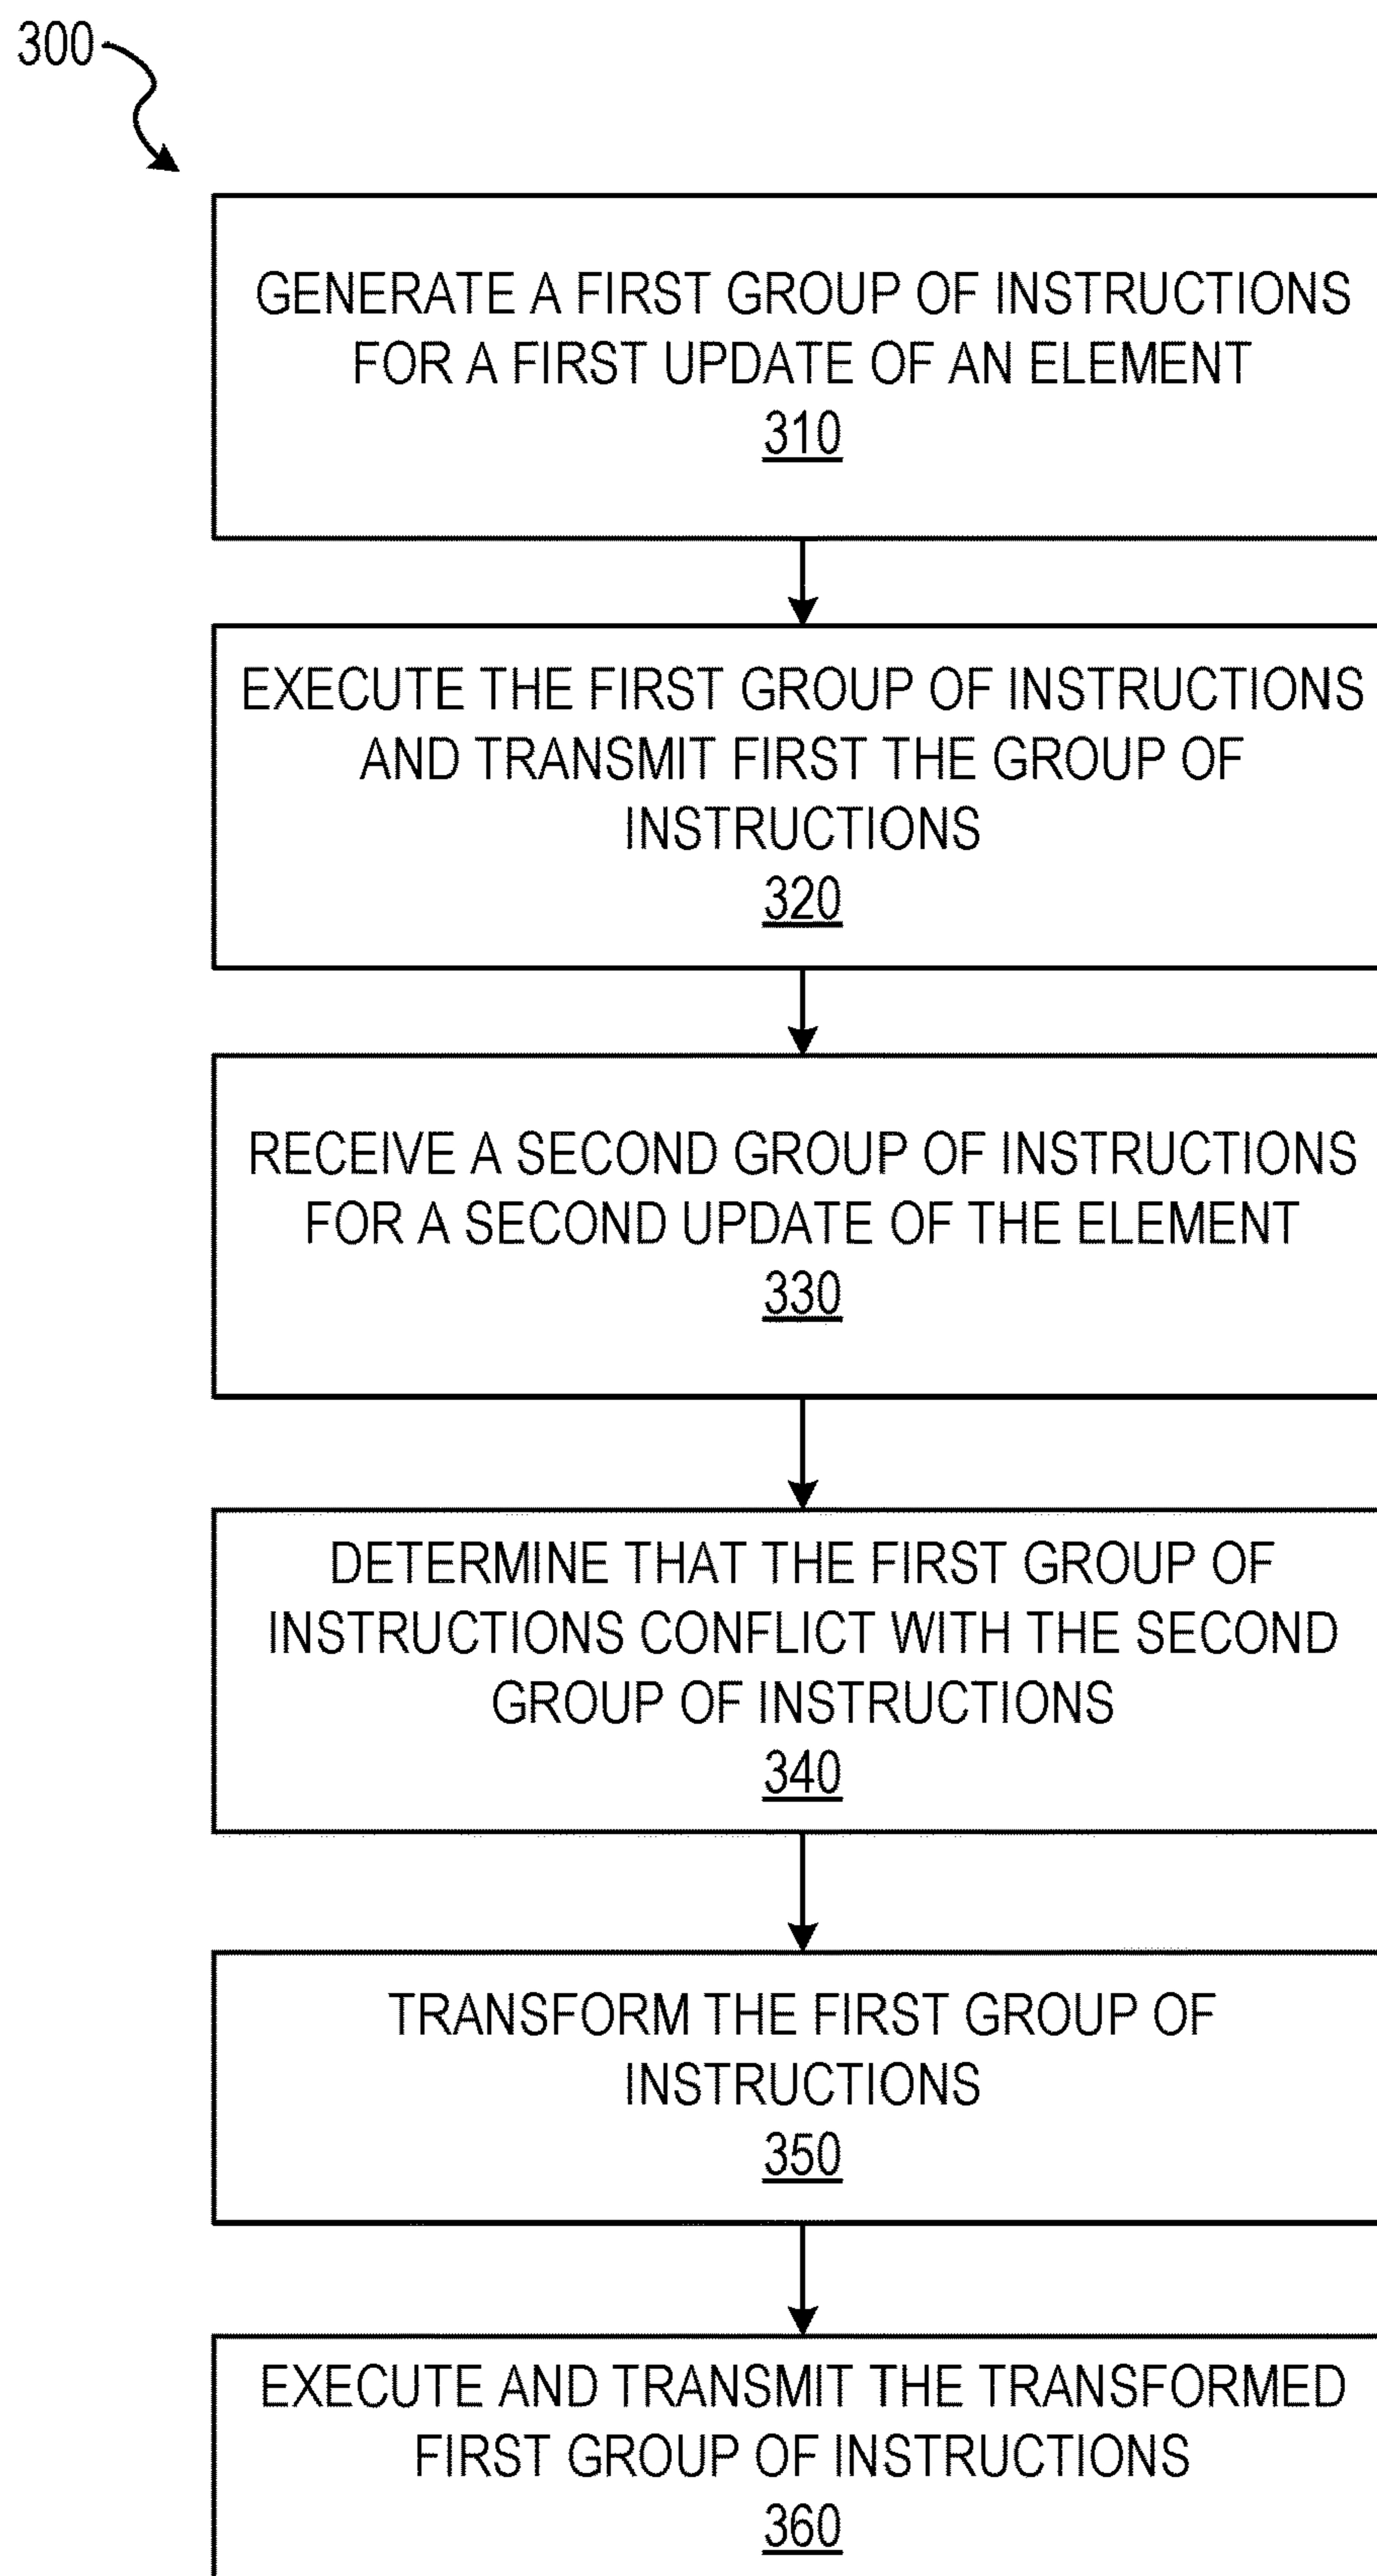 300
GENERATE A FIRST GROUP OF INSTRUCTIONS
FOR A FIRST UPDATE OF AN ELEMENT
310
EXECUTE THE FIRST GROUP OF INSTRUCTIONS
AND TRANSMIT FIRST THE GROUP OF
INSTRUCTIONS
320
RECEIVE A SECOND GROUP OF INSTRUCTIONS
FOR A SECOND UPDATE OF THE ELEMENT
330
DETERMINE THAT THE FIRST GROUP OF
INSTRUCTIONS CONFLICT WITH THE SECOND
GROUP OF INSTRUCTIONS
340
TRANSFORM THE FIRST GROUP OF
INSTRUCTIONS
350
EXECUTE AND TRANSMIT THE TRANSFORMED
FIRST GROUP OF INSTRUCTIONS
360